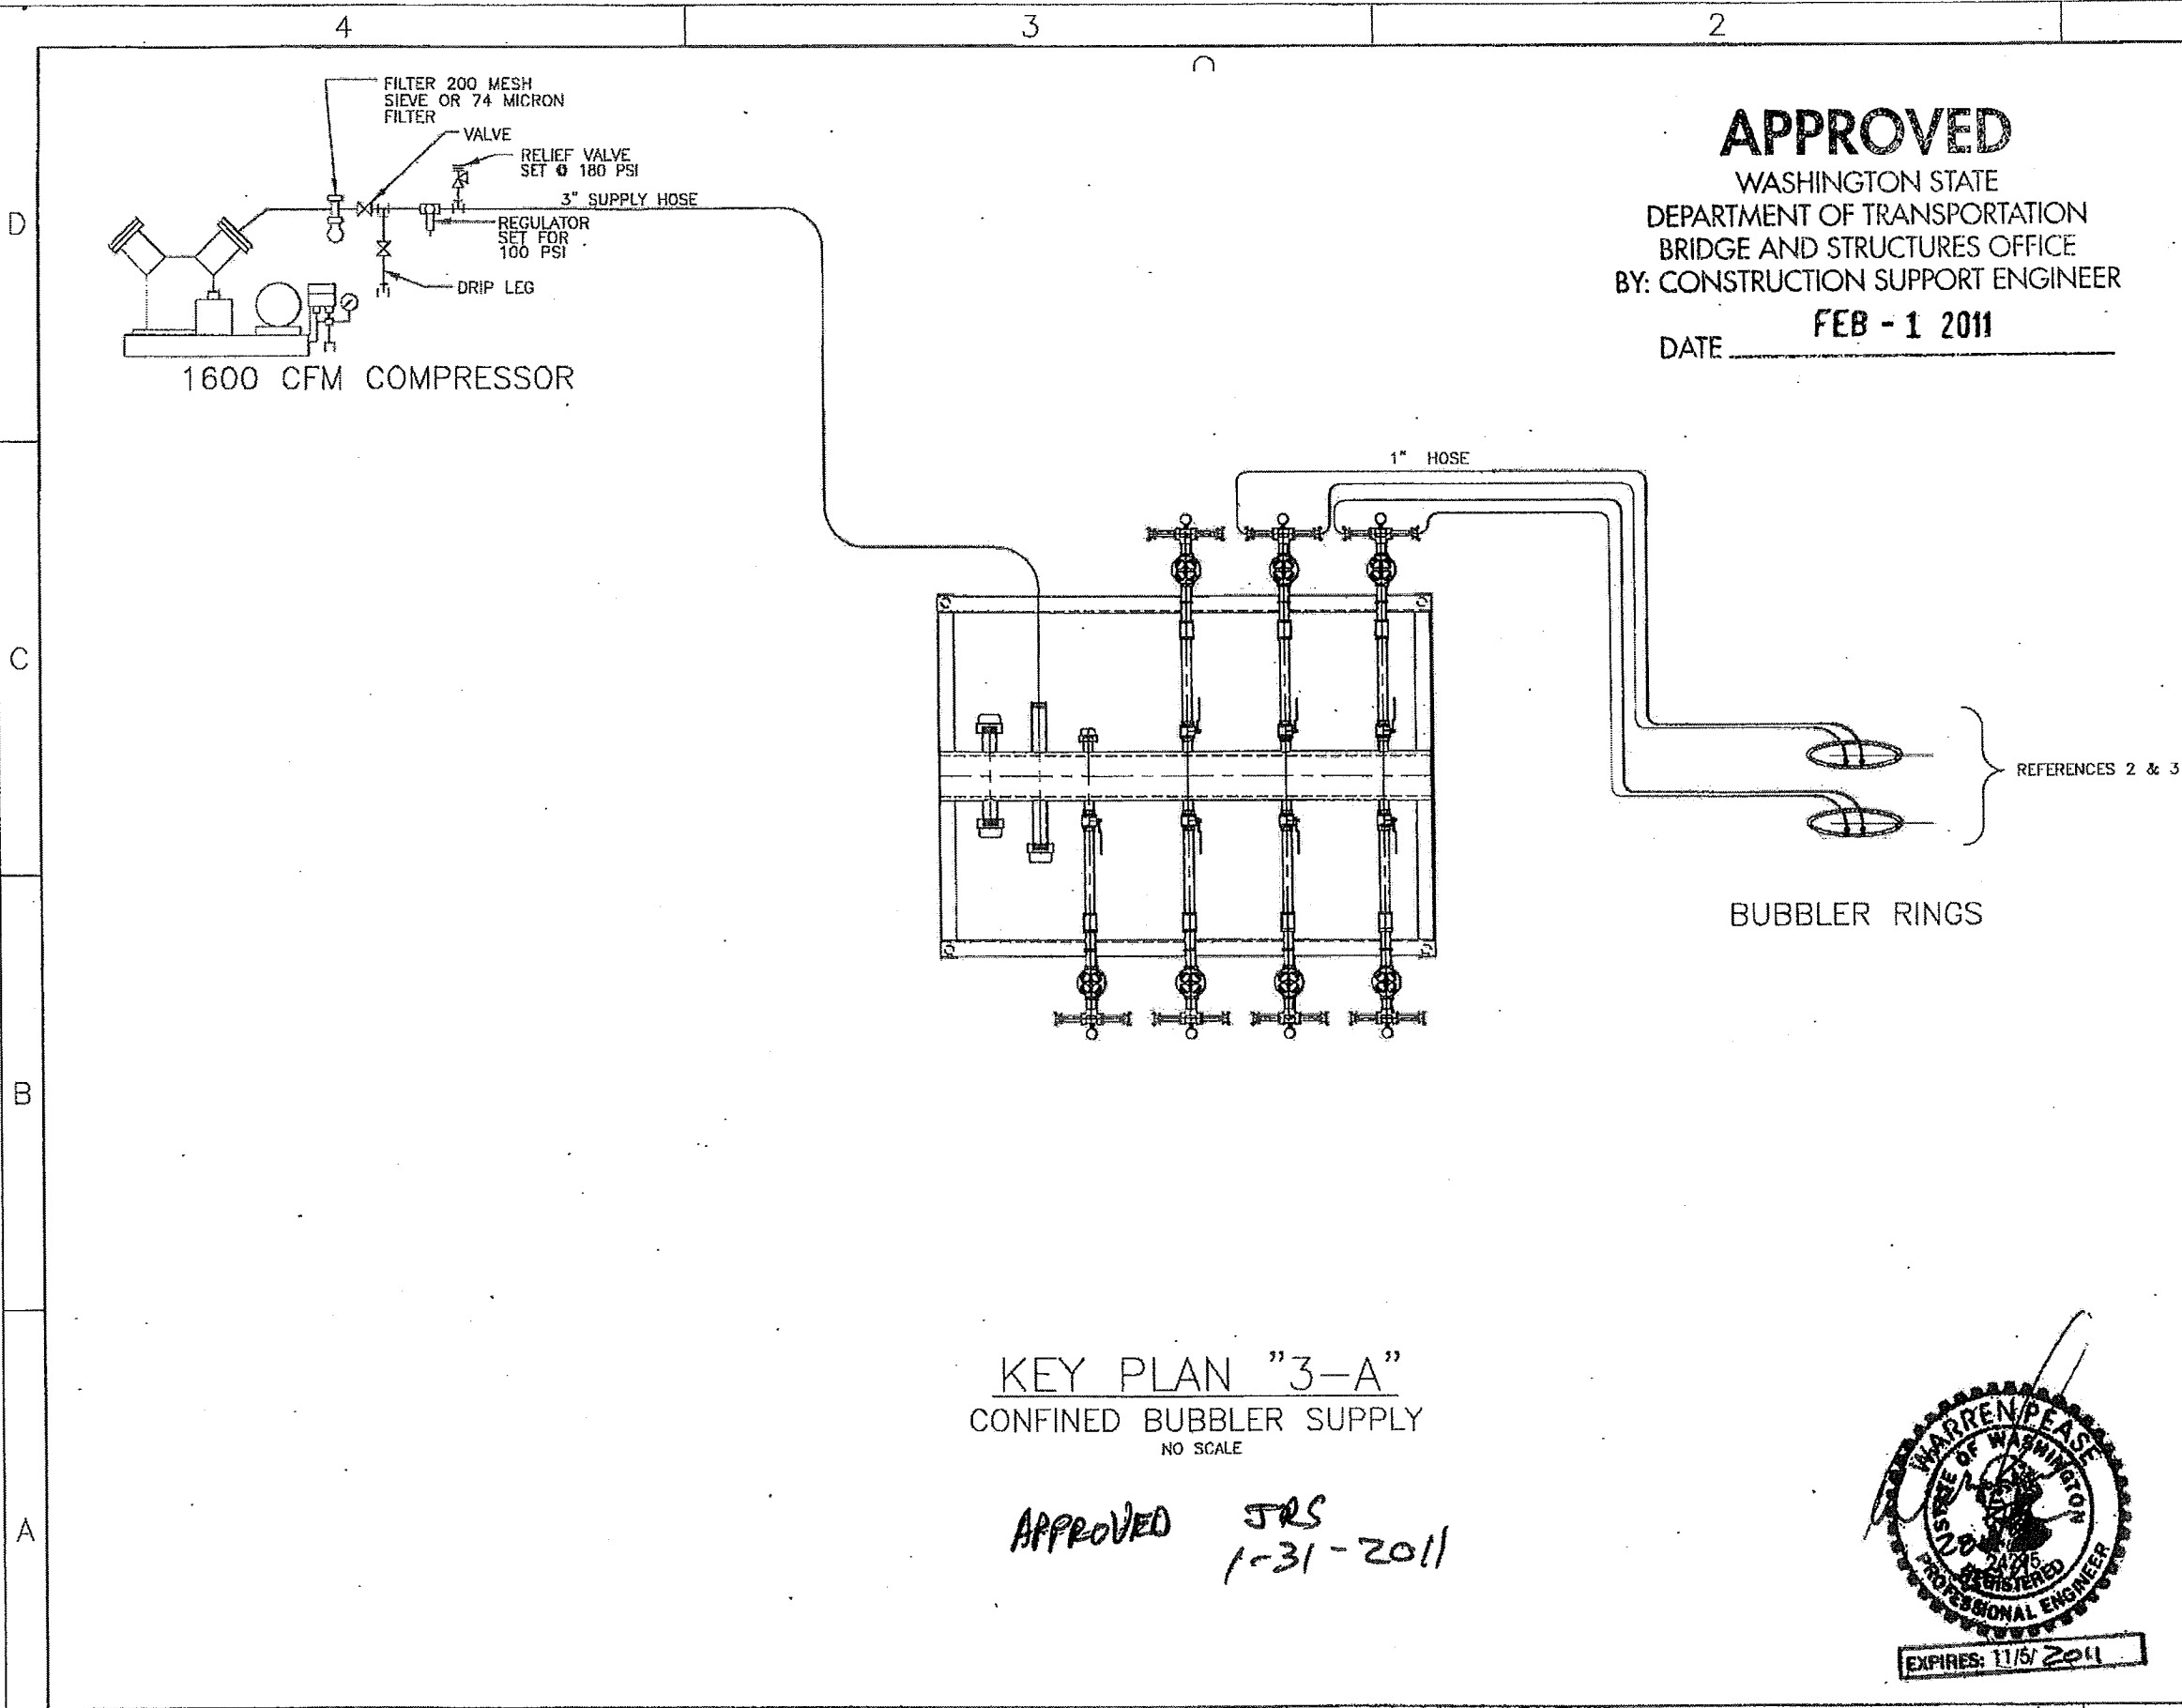 4
3
2
D
C
B
A
FILTER 200 MESH
SIEVE OR 74 MICRON
FILTER
VALVE
RELIEF VALVE
SET @ 180 PSI
3" SUPPLY HOSE
REGULATOR
SET FOR
100 PSI
DRIP LEG
1600 CFM COMPRESSOR
APPROVED
WASHINGTON STATE
DEPARTMENT OF TRANSPORTATION
BRIDGE AND STRUCTURES OFFICE
BY: CONSTRUCTION SUPPORT ENGINEER
FEB - 1 2011
DATE
1" HOSE
REFERENCES 2 & 3
BUBBLER RINGS
KEY PLAN "3-A"
CONFINED BUBBLER SUPPLY
NO SCALE
APPROVED JRS
1-31-2011
WARREN PEASE
STATE OF WASHINGTON
24295
REGISTERED
PROFESSIONAL ENGINEER
EXPIRES: 11/5/ 2011